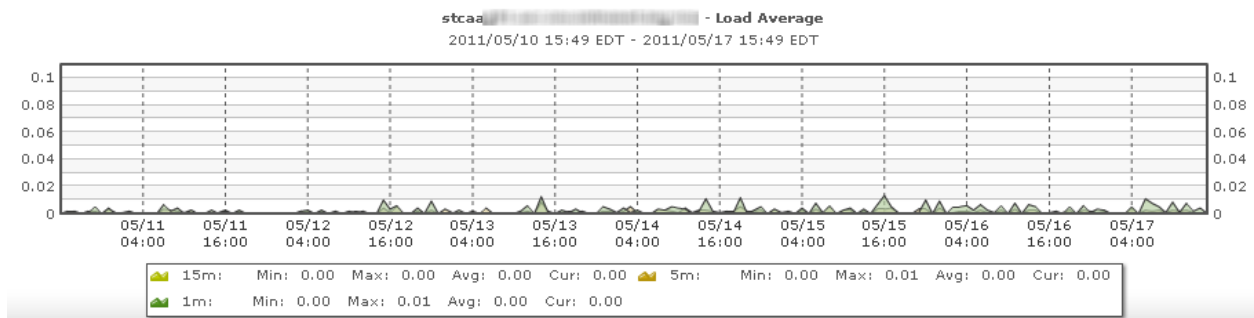 stcaa - Load Average
2011/05/10 15:49 EDT - 2011/05/17 15:49 EDT
0.1 0.1
0.08 0.08
0.06 0.06
0.04 0.04
0.02 0.02
0 0
05/11 05/11 05/12 05/12 05/13 05/13 05/14 05/14 05/15 05/15 05/16 05/16 05/17
04:00 16:00 04:00 16:00 04:00 16:00 04:00 16:00 04:00 16:00 04:00 16:00 04:00
15m: Min: 0.00 Max: 0.00 Avg: 0.00 Cur: 0.00 5m: Min: 0.00 Max: 0.01 Avg: 0.00 Cur: 0.00
1m: Min: 0.00 Max: 0.01 Avg: 0.00 Cur: 0.00